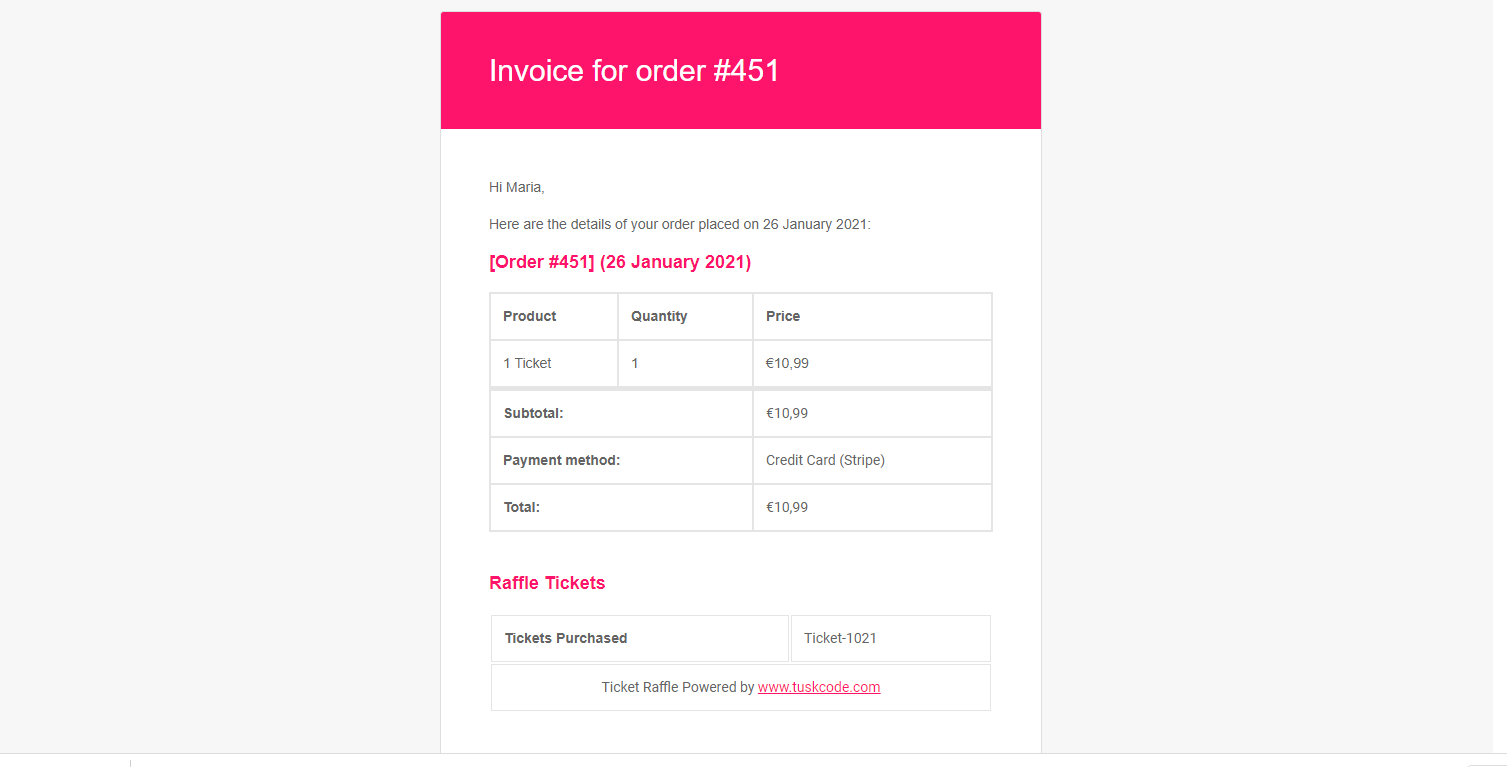 Invoice for order #451
Hi Maria,
Here are the details of your order placed on 26 January 2021:
[Order #451] (26 January 2021)
Product Quantity Price
1 Ticket 1 €10,99
Subtotal: €10,99
Payment method: Credit Card (Stripe)
Total: €10,99
Raffle Tickets
Tickets Purchased Ticket-1021
Ticket Raffle Powered by www.tuskcode.com